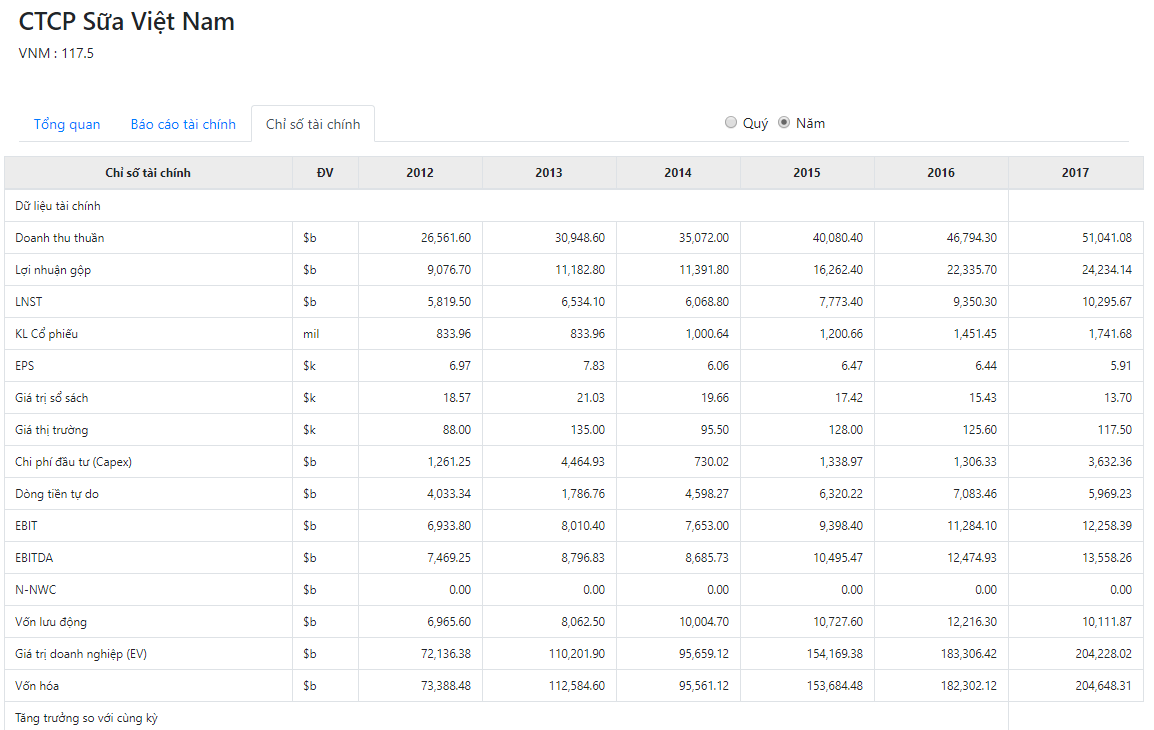 CTCP Sữa Việt Nam
VNM : 117.5
Tổng quan Báo cáo tài chính Chỉ số tài chính Quý Năm
Chỉ số tài chính ĐV 2012 2013 2014 2015 2016 2017
Dữ liệu tài chính
Doanh thu thuần $b 26,561.60 30,948.60 35,072.00 40,080.40 46,794.30 51,041.08
Lợi nhuận gộp $b 9,076.70 11,182.80 11,391.80 16,262.40 22,335.70 24,234.14
LNST $b 5,819.50 6,534.10 6,068.80 7,773.40 9,350.30 10,295.67
KL Cổ phiếu mil 833.96 833.96 1,000.64 1,200.66 1,451.45 1,741.68
EPS $k 6.97 7.83 6.06 6.47 6.44 5.91
Giá trị sổ sách $k 18.57 21.03 19.66 17.42 15.43 13.70
Giá thị trường $k 88.00 135.00 95.50 128.00 125.60 117.50
Chi phí đầu tư (Capex) $b 1,261.25 4,464.93 730.02 1,338.97 1,306.33 3,632.36
Dòng tiền tự do $b 4,033.34 1,786.76 4,598.27 6,320.22 7,083.46 5,969.23
EBIT $b 6,933.80 8,010.40 7,653.00 9,398.40 11,284.10 12,258.39
EBITDA $b 7,469.25 8,796.83 8,685.73 10,495.47 12,474.93 13,558.26
N-NWC $b 0.00 0.00 0.00 0.00 0.00 0.00
Vốn lưu động $b 6,965.60 8,062.50 10,004.70 10,727.60 12,216.30 10,111.87
Giá trị doanh nghiệp (EV) $b 72,136.38 110,201.90 95,659.12 154,169.38 183,306.42 204,228.02
Vốn hóa $b 73,388.48 112,584.60 95,561.12 153,684.48 182,302.12 204,648.31
Tăng trưởng so với cùng kỳ